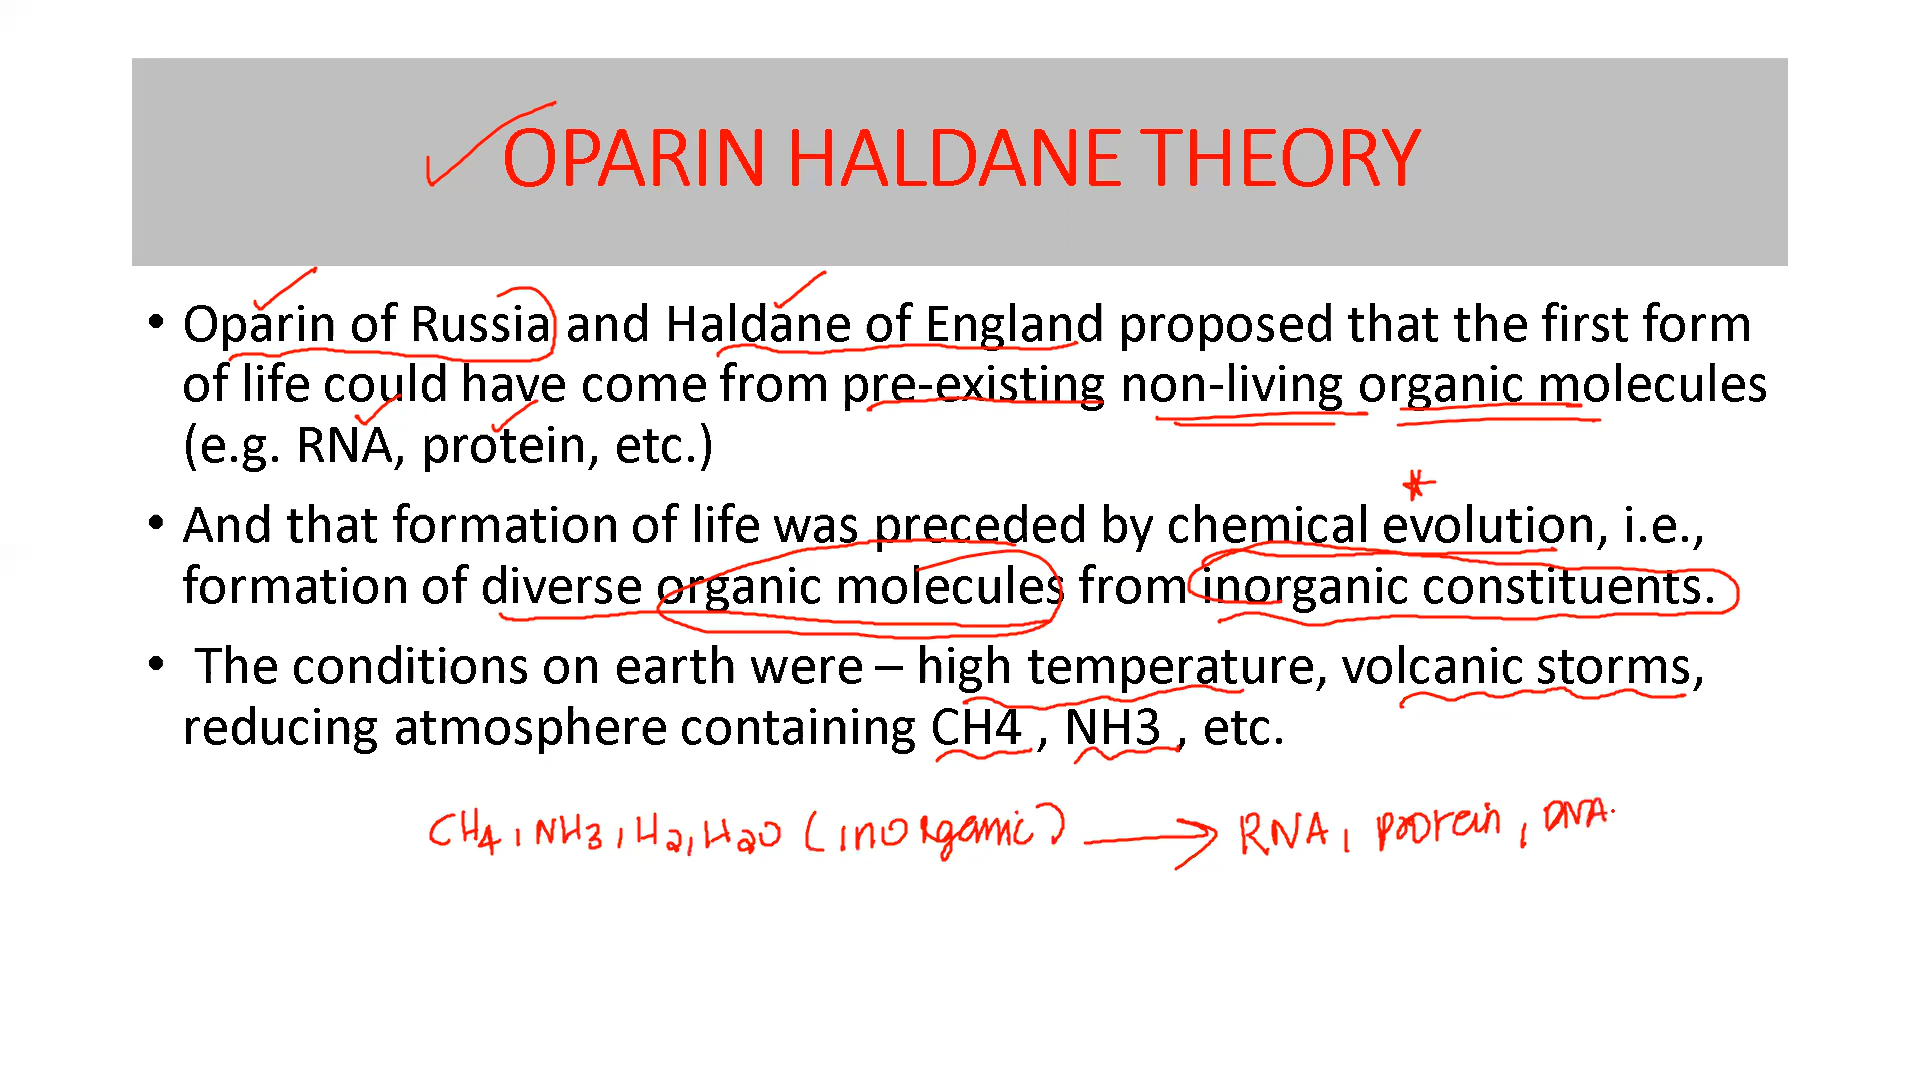 OPARIN HALDANE THEORY
• Oparin of Russia and Haldane of England proposed that the first form
of life could have come from pre-existing non-living organic molecules
(e.g. RNA, protein, etc.)
• And that formation of life was preceded by chemical evolution, i.e.,
formation of diverse organic molecules from inorganic constituents.
• The conditions on earth were – high temperature, volcanic storms,
reducing atmosphere containing CH4 , NH3 , etc.
CH4, NH3, H2, H2O (inorganic) → RNA, protein, DNA.